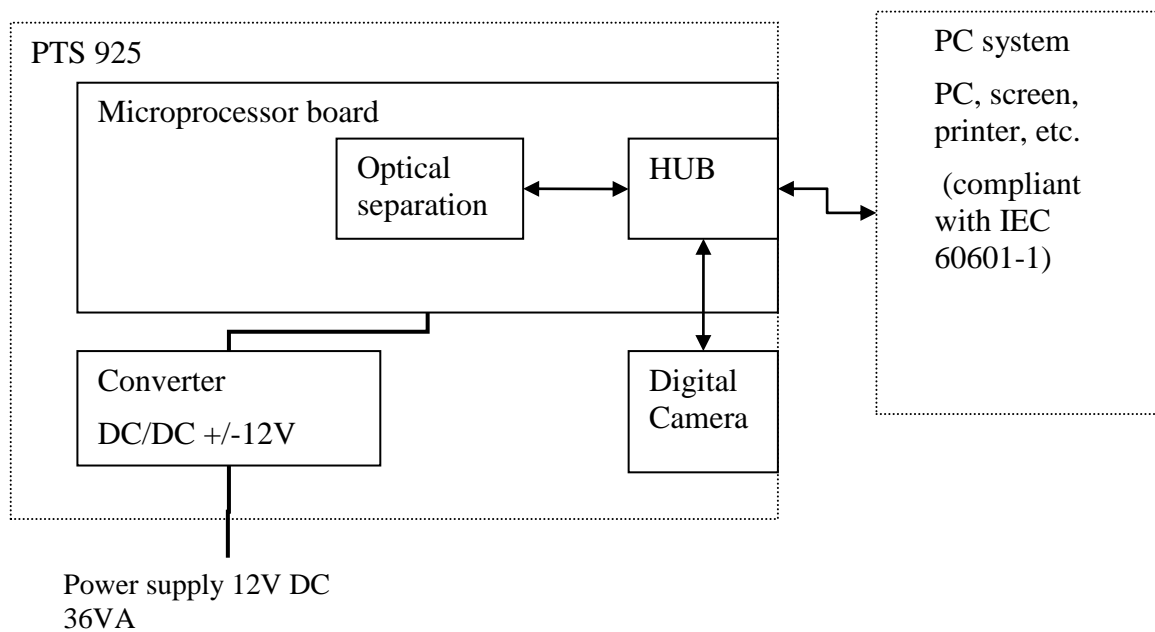 PTS 925
Microprocessor board
Optical
separation
HUB
Converter
DC/DC +/-12V
Digital
Camera
Power supply 12V DC
36VA
PC system
PC, screen,
printer, etc.
(compliant
with IEC
60601-1)